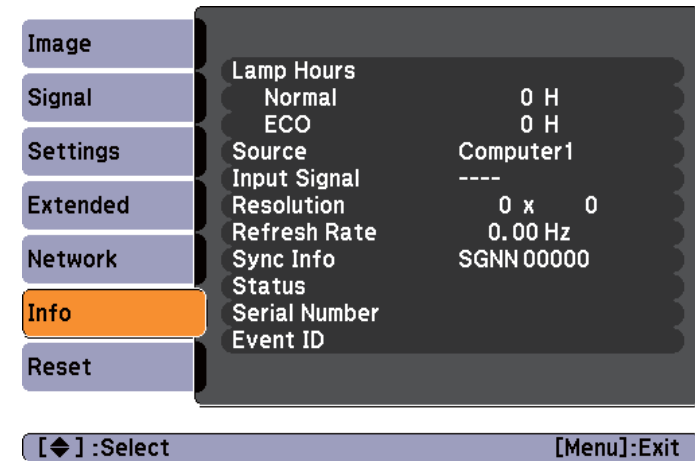 Image
Signal
Settings
Extended
Network
Info
Reset
Lamp Hours
Normal 0 H
ECO 0 H
Source Computer1
Input Signal ----
Resolution 0 x 0
Refresh Rate 0.00 Hz
Sync Info SGNN 00000
Status
Serial Number
Event ID
[◆] :Select [Menu]:Exit